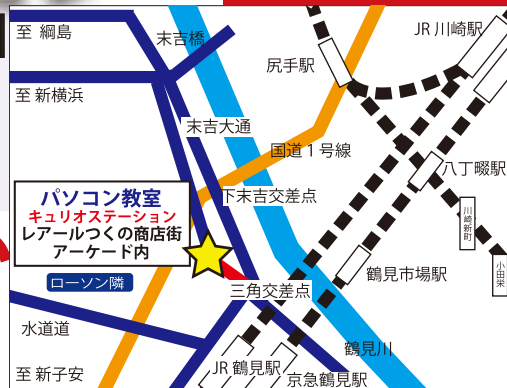 至 綱島
末吉橋
JR 川崎駅
尻手駅
至 新横浜
末吉大通
国道１号線
八丁畷駅
パソコン教室
キュリオステーション
レアールつくの商店街
アーケード内
下末吉交差点
川崎新町
ローソン隣
鶴見市場駅
小田栄
三角交差点
水道道
鶴見川
JR 鶴見駅
至 新子安
京急鶴見駅